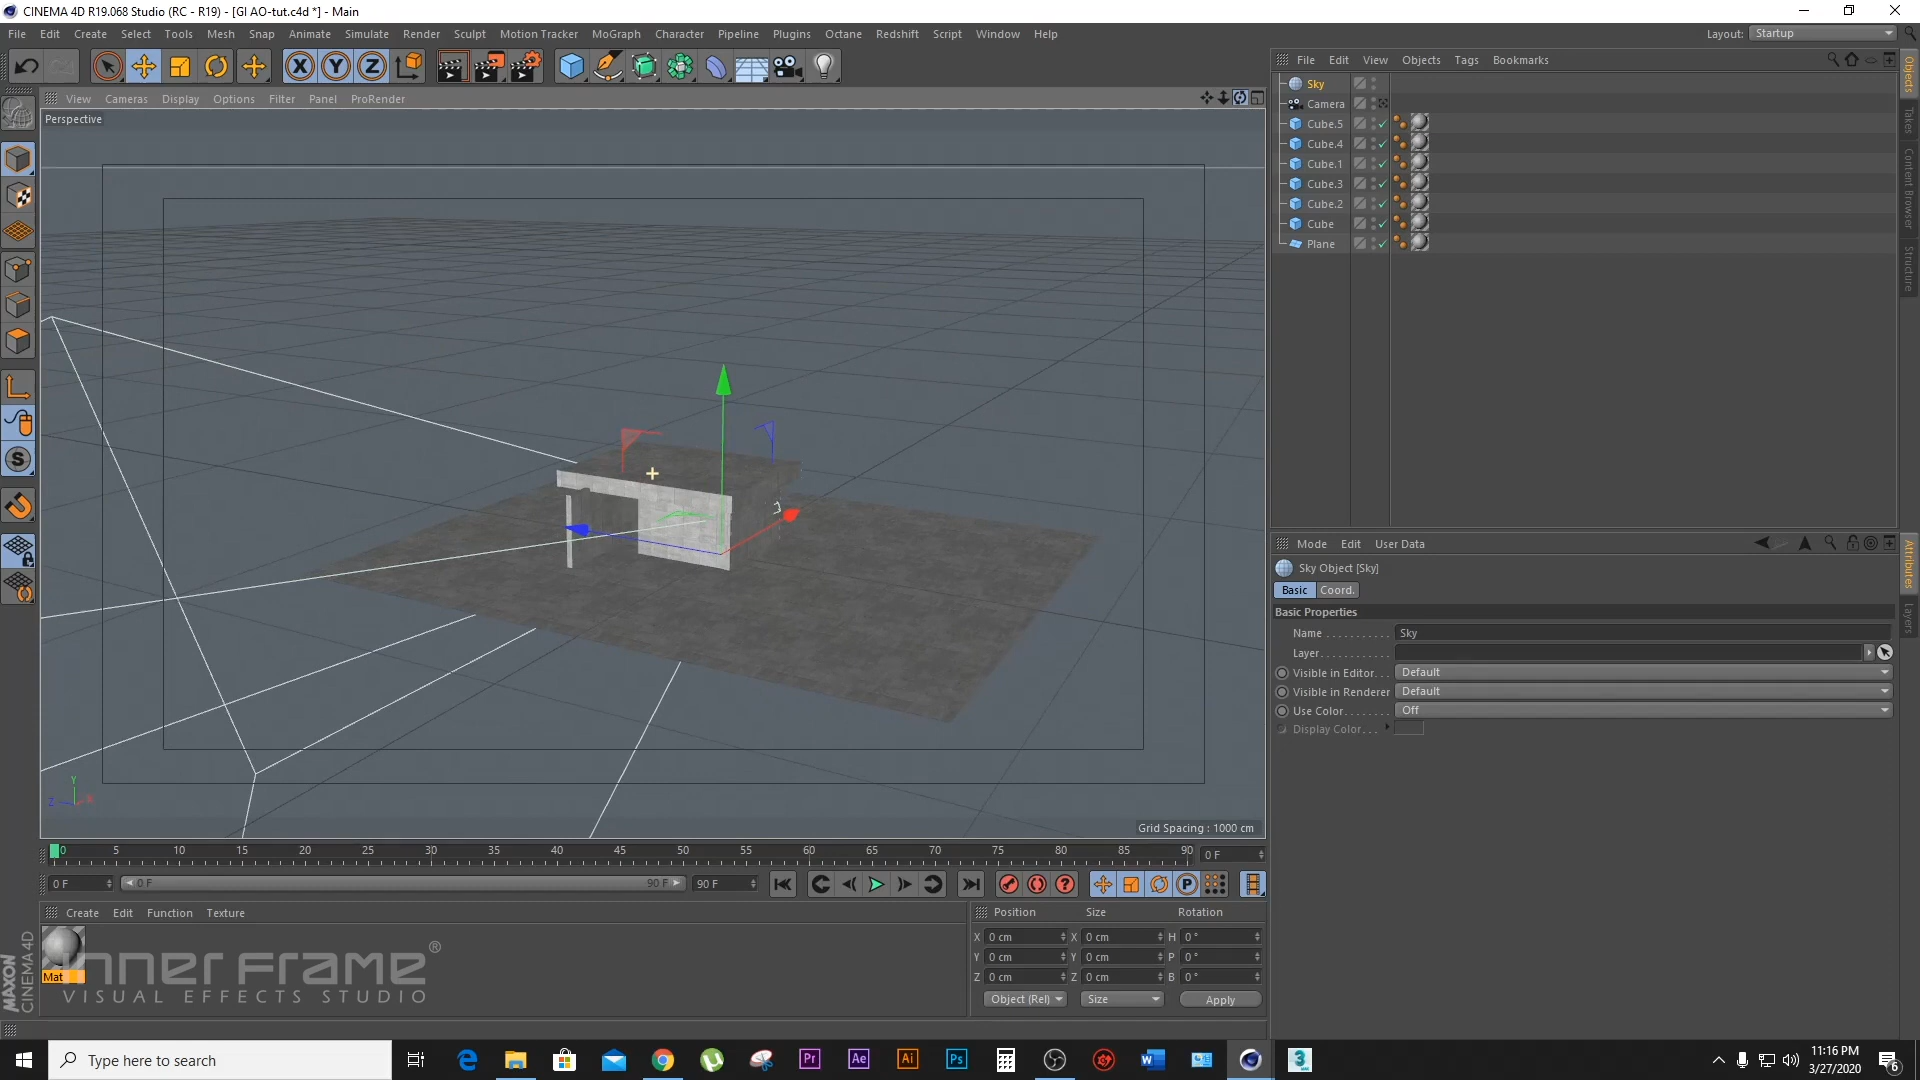 CINEMA 4D R19.068 Studio (RC - R19) - [GI AO-tut.c4d *] - Main
File Edit Create Select Tools Mesh Snap Animate Simulate Render Sculpt Motion Tracker MoGraph Character Pipeline Plugins Octane Redshift Script Window Help
Layout: Startup
File Edit View Objects Tags Bookmarks
View Cameras Display Options Filter Panel ProRender
Perspective
Sky
Camera
Cube.5
Cube.4
Cube.1
Cube.3
Cube.2
Cube
Plane
Objects
Takes
Content Browser
Structure
Mode Edit User Data
Sky Object [Sky]
Basic Coord.
Basic Properties
Name . . . . . . . . . . . Sky
Layer. . . . . . . . . . . .
Visible in Editor. . . Default
Visible in Renderer Default
Use Color. . . . . . . . Off
Display Color. . .
Attributes
Layers
Y
Z X
Grid Spacing : 1000 cm
0 5 10 15 20 25 30 35 40 45 50 55 60 65 70 75 80 85 90 0 F
0 F 0 F 90 F 90 F
Create Edit Function Texture
Mat
MAXON
CINEMA 4D
INNER FRAME ®
VISUAL EFFECTS STUDIO
Position Size Rotation
X 0 cm X 0 cm H 0 °
Y 0 cm Y 0 cm P 0 °
Z 0 cm Z 0 cm B 0 °
Object (Rel) Size Apply
Type here to search
Pr Ae Ai Ps
11:16 PM
3/27/2020
6